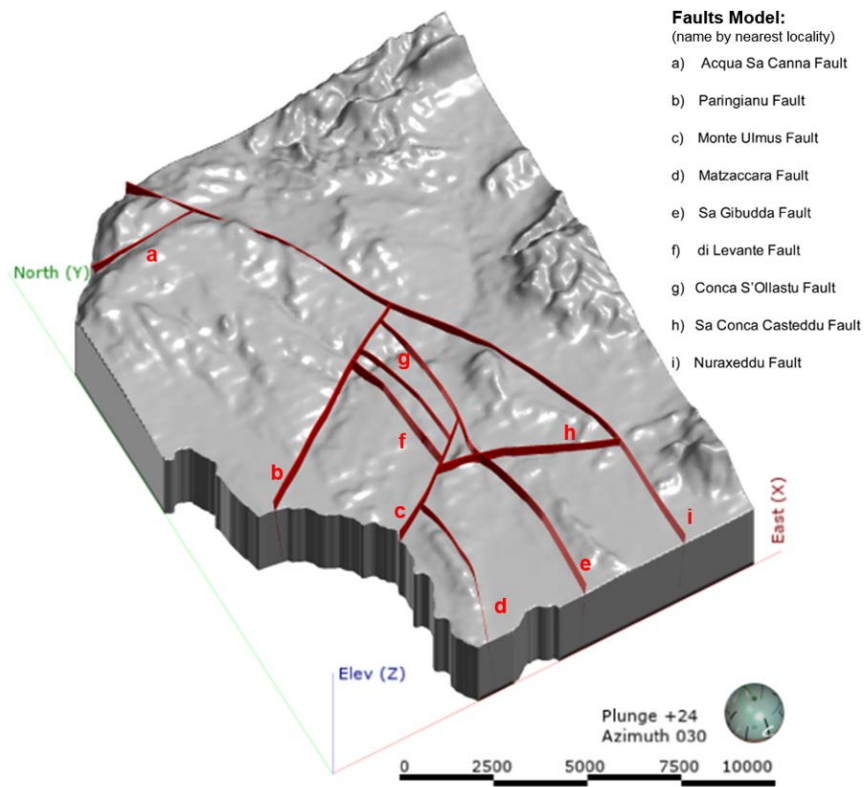 Faults Model:
(name by nearest locality)
a) Acqua Sa Canna Fault
b) Paringianu Fault
c) Monte Ulmus Fault
d) Matzaccara Fault
e) Sa Gibudda Fault
f) di Levante Fault
g) Conca S'Ollastu Fault
h) Sa Conca Casteddu Fault
i) Nuraxeddu Fault
a
North (Y)
g
h
f
b
c
i
East (X)
e
d
Elev (Z)
Plunge +24
Azimuth 030
0 2500 5000 7500 10000